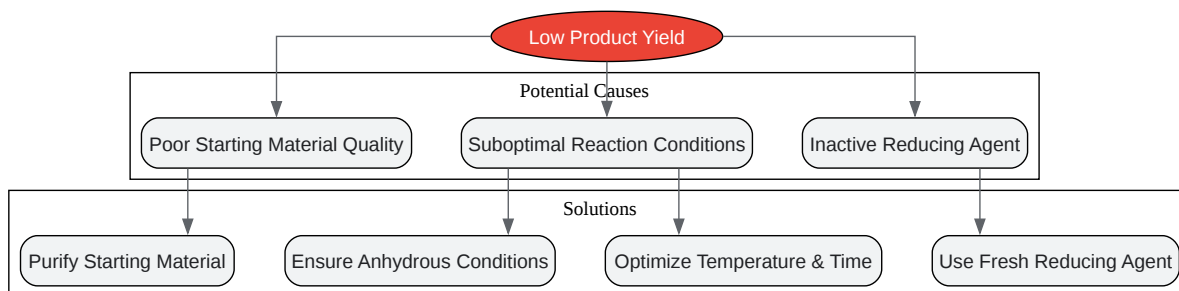 Low Product Yield
Potential Causes
Poor Starting Material Quality
Suboptimal Reaction Conditions
Inactive Reducing Agent
Solutions
Purify Starting Material
Ensure Anhydrous Conditions
Optimize Temperature & Time
Use Fresh Reducing Agent